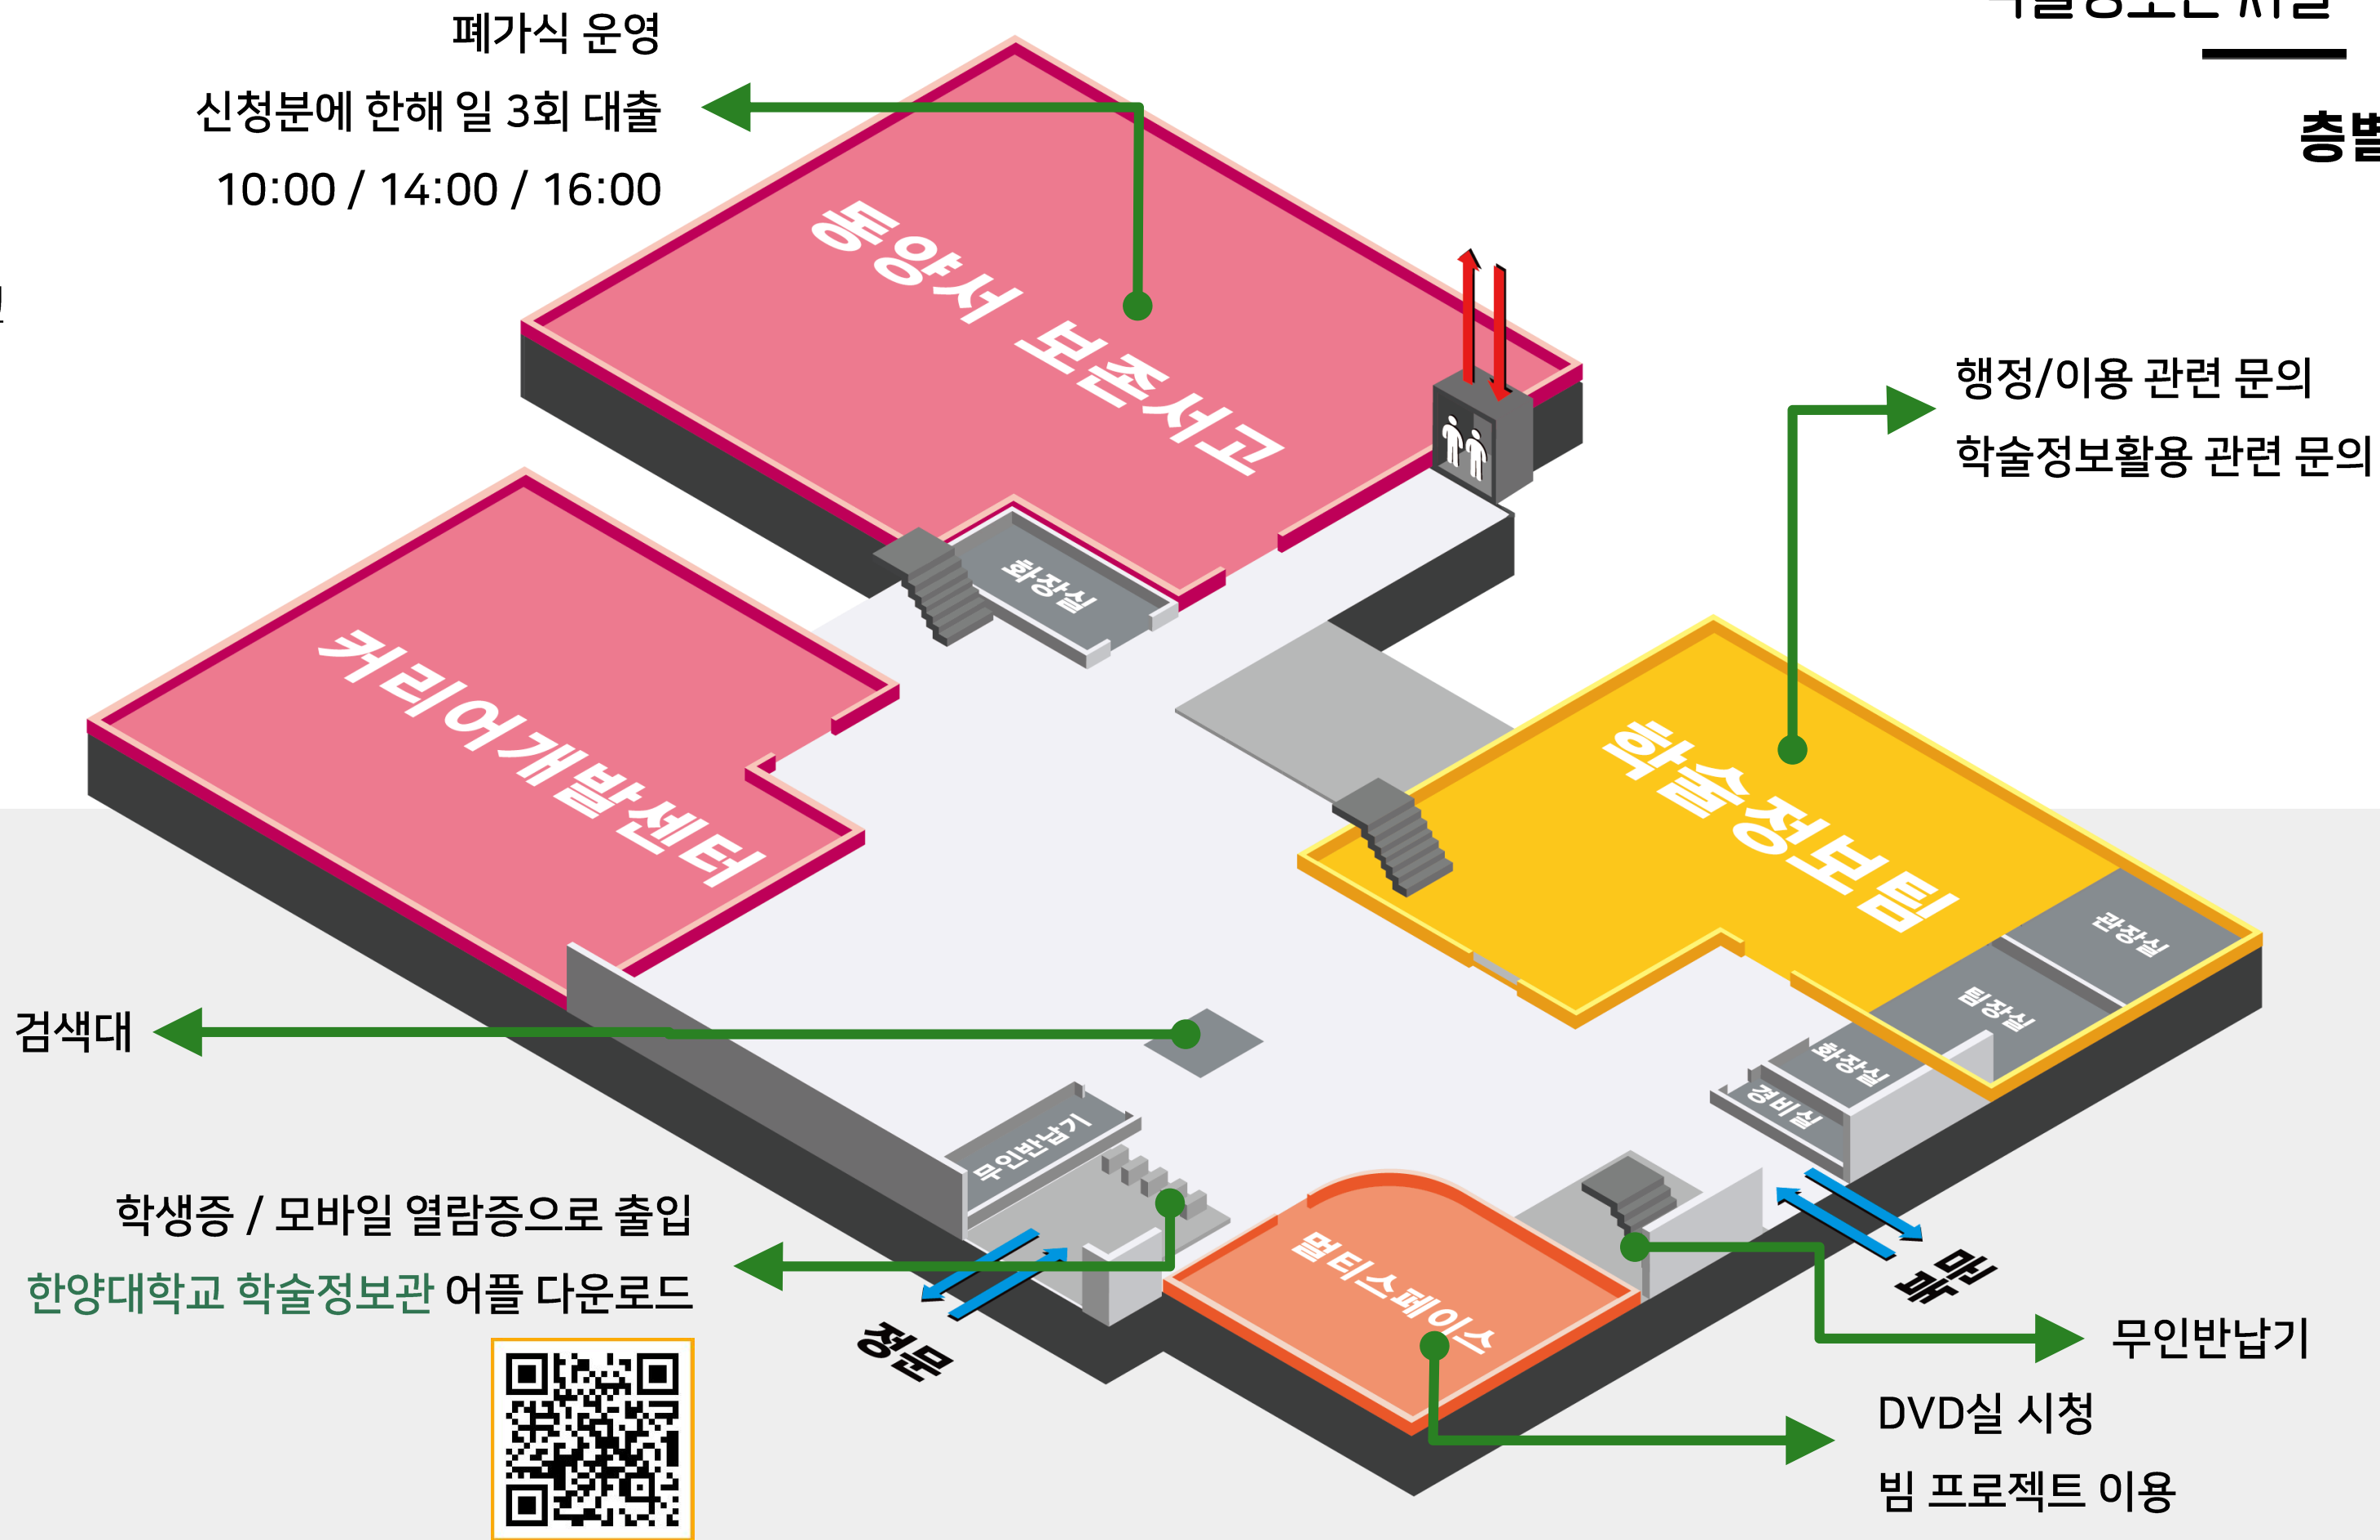 폐가식 운영
신청분에 한해 일 3회 대출
10:00 / 14:00 / 16:00
동양서 보존서고
행정/이용 관련 문의
학술정보활용 관련 문의
화장실
커리어개발센터
학술정보팀
관장실
팀장실
화장실
경비실
검색대
무인반납기
학생증 / 모바일 열람증으로 출입
한양대학교 학술정보관 어플 다운로드
정문
멀티스페이스
후문
무인반납기
DVD실 시청
빔 프로젝트 이용
층별